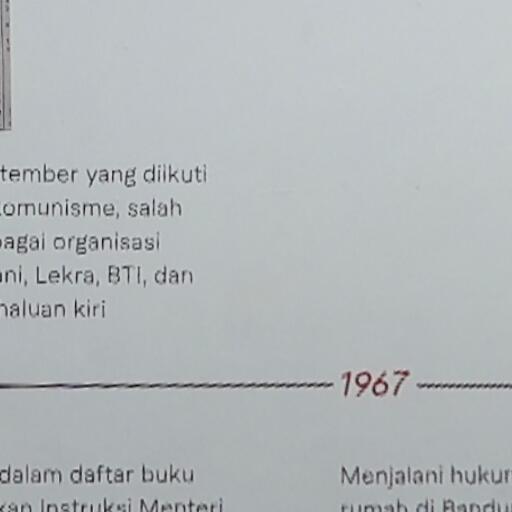 tember yang diikuti
komunisme, salah
bagai organisasi
ani, Lekra, BTI, dan
haluan kiri
1967
dalam daftar buku
kan Instruksi Menteri
Menjalani hukum
rumah di Bandu